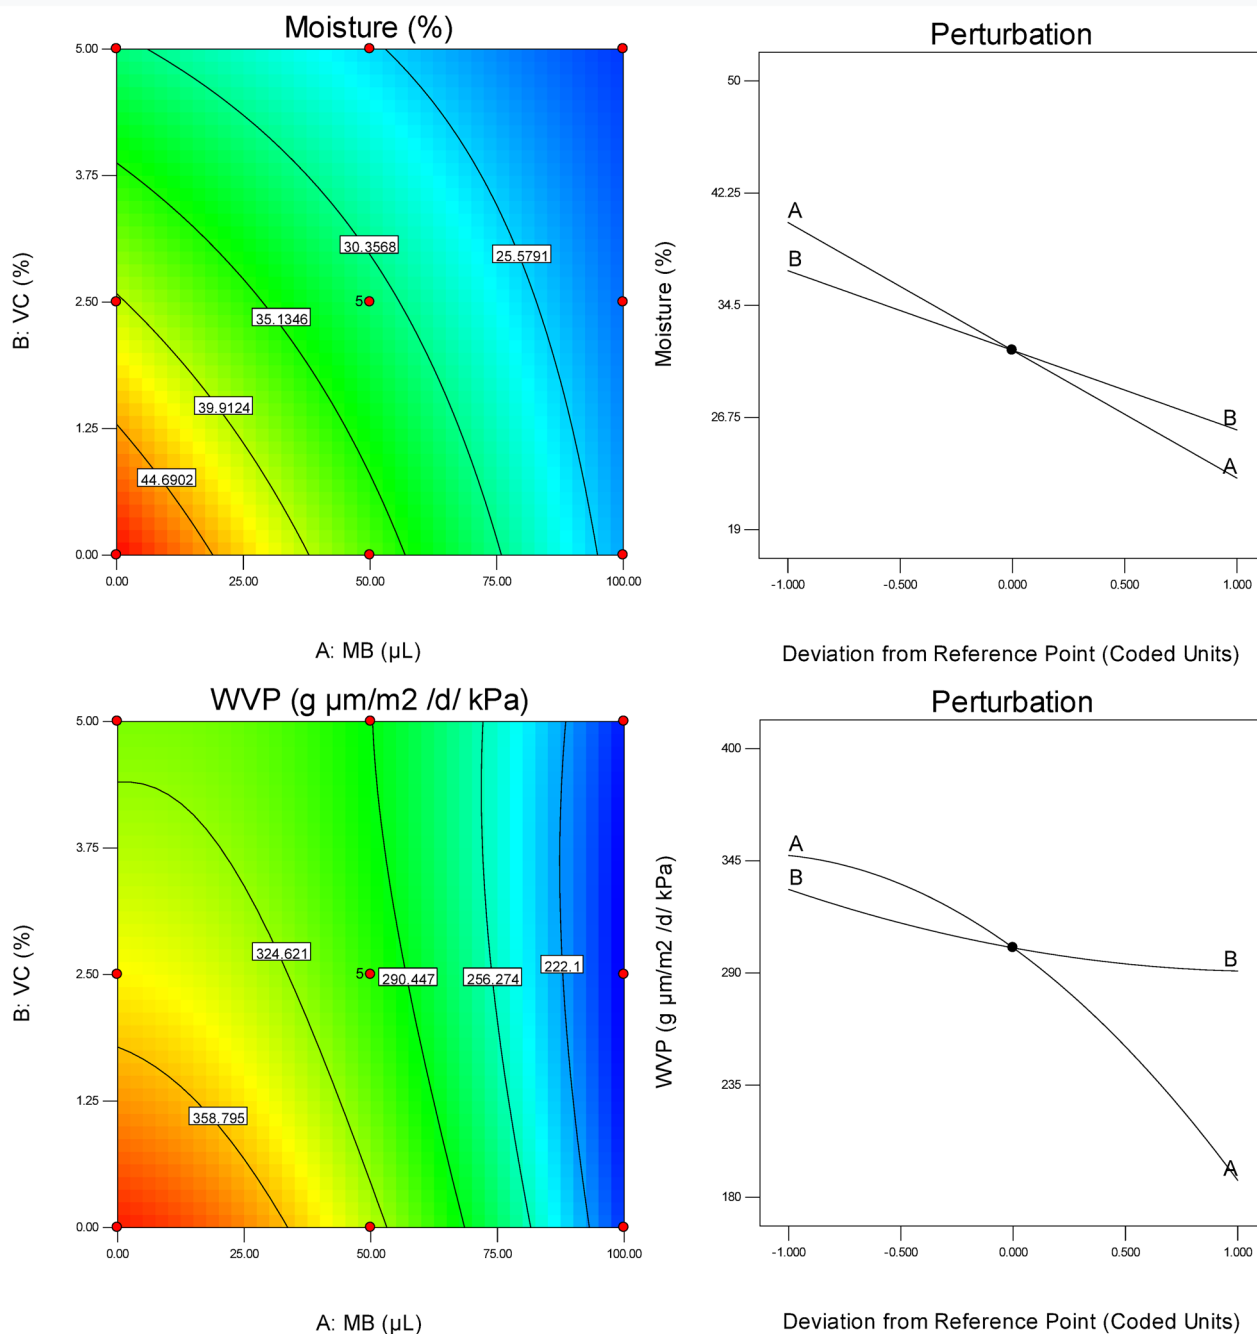 Moisture (%)
5.00
3.75
2.50
1.25
0.00
B: VC (%)
30.3568
25.5791
5
35.1346
39.9124
44.6902
0.00 25.00 50.00 75.00 100.00
A: MB (µL)
Perturbation
50
42.25
34.5
26.75
19
Moisture (%)
A
B
B
A
-1.000 -0.500 0.000 0.500 1.000
Deviation from Reference Point (Coded Units)
WVP (g µm/m2 /d/ kPa)
5.00
3.75
2.50
1.25
0.00
B: VC (%)
324.621
5
290.447
256.274
222.1
358.795
0.00 25.00 50.00 75.00 100.00
A: MB (µL)
Perturbation
400
345
290
235
180
WVP (g µm/m2 /d/ kPa)
A
B
B
A
-1.000 -0.500 0.000 0.500 1.000
Deviation from Reference Point (Coded Units)